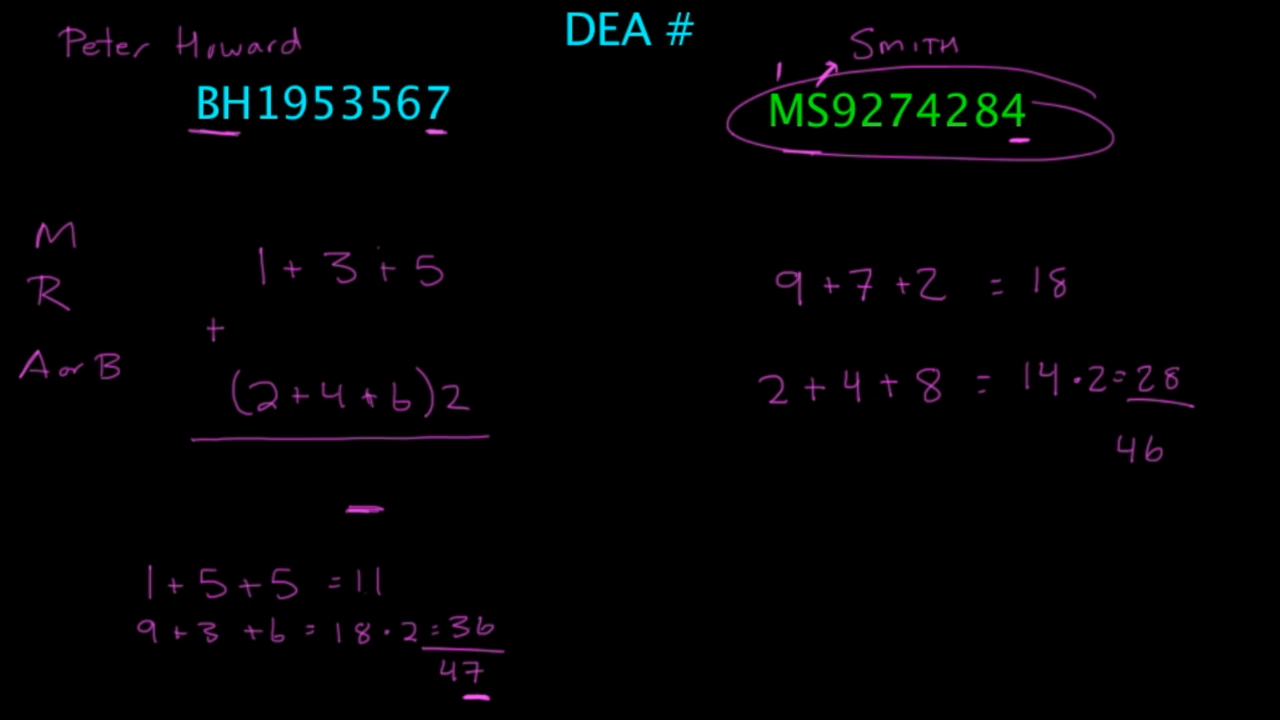 DEA #
Peter Howard
BH1953567
Smith
1
MS9274284
M
R
A or B
1 + 3 + 5
+
(2+4+6)2
1 + 5 + 5 = 11
9 + 3 + 6 = 18 · 2 = 36
47
9 + 7 + 2 = 18
2 + 4 + 8 = 14 · 2 = 28
46